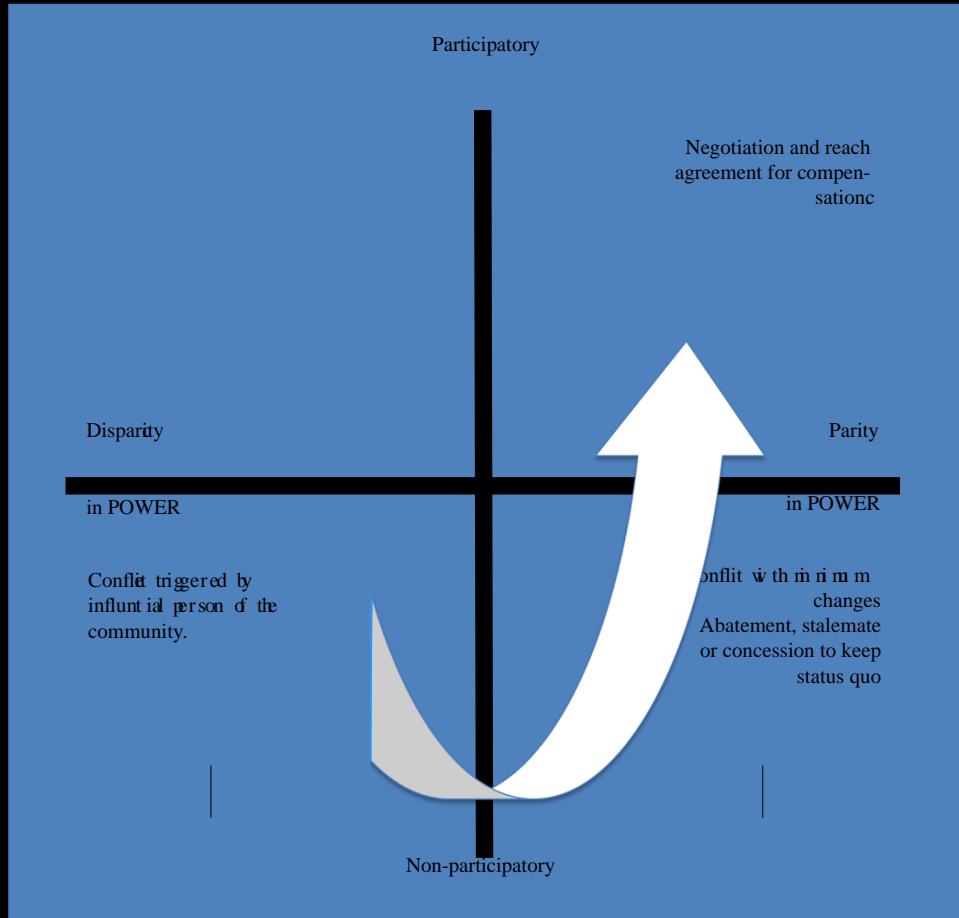 Participatory
Negotiation and reach
agreement for compen-
sationc
Disparity
Parity
in POWER
in POWER
Conflit triggered by
influntial person of the
community.
onflit with minimum
changes
Abatement, stalemate
or concession to keep
status quo
Non-participatory